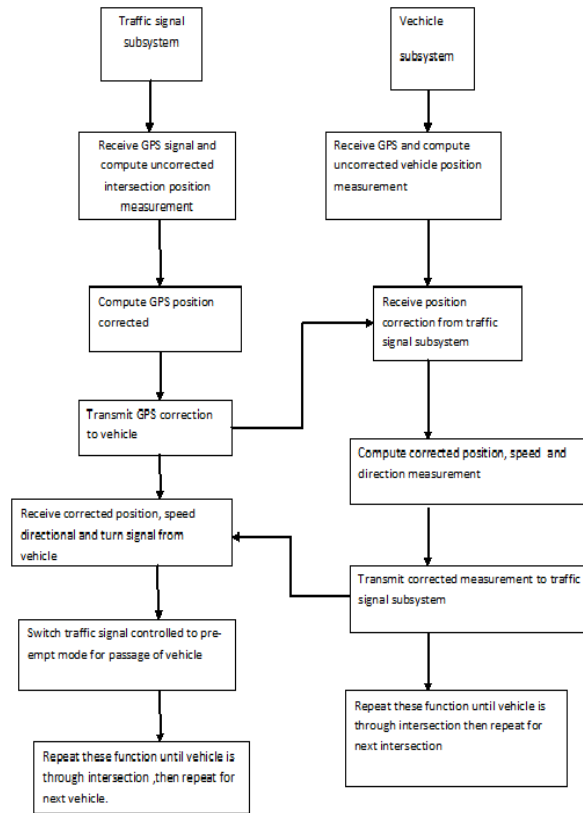 Traffic signal
subsystem
Receive GPS signal and
compute uncorrected
intersection position
measurement
Compute GPS position
corrected
Transmit GPS correction
to vehicle
Receive corrected position, speed
directional and turn signal from
vehicle
Switch traffic signal controlled to pre-
empt mode for passage of vehicle
Repeat these function until vehicle is
through intersection ,then repeat for
next vehicle.
Vechicle
subsystem
Receive GPS and compute
uncorrected vehicle position
measurement
Receive position
correction from traffic
signal subsystem
Compute corrected position, speed and
direction measurement
Transmit corrected measurement to traffic
signal subsystem
Repeat these function until vehicle is
through intersection then repeat for
next intersection